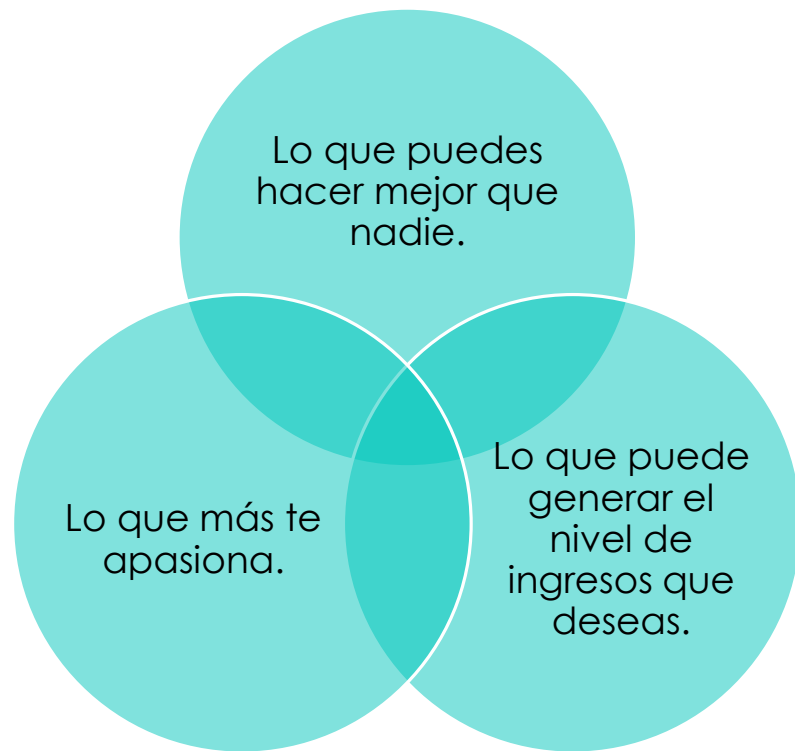 Lo que puedes
hacer mejor que
nadie.
Lo que más te
apasiona.
Lo que puede
generar el
nivel de
ingresos que
deseas.